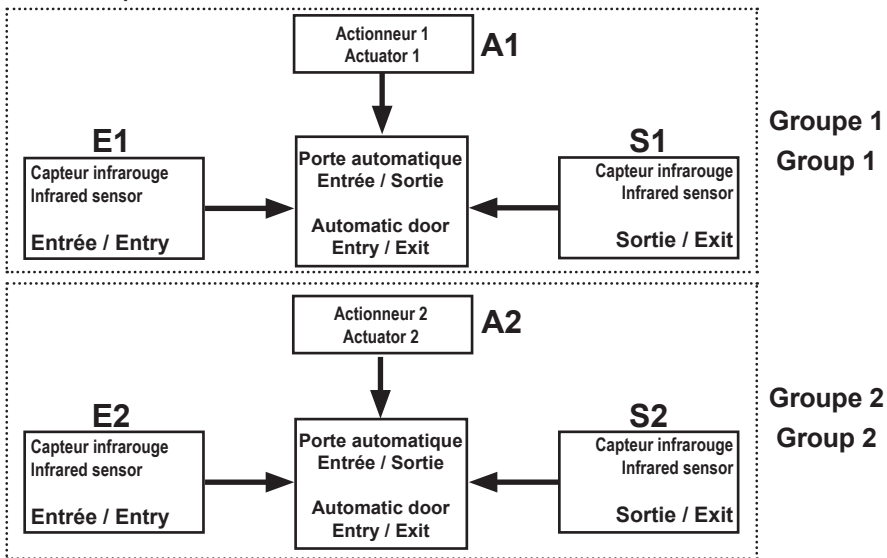 Actionneur 1
Actuator 1
A1
E1
Capteur infrarouge
Infrared sensor
Entrée / Entry
Porte automatique
Entrée / Sortie
Automatic door
Entry / Exit
S1
Capteur infrarouge
Infrared sensor
Sortie / Exit
Groupe 1
Group 1
Actionneur 2
Actuator 2
A2
E2
Capteur infrarouge
Infrared sensor
Entrée / Entry
Porte automatique
Entrée / Sortie
Automatic door
Entry / Exit
S2
Capteur infrarouge
Infrared sensor
Sortie / Exit
Groupe 2
Group 2